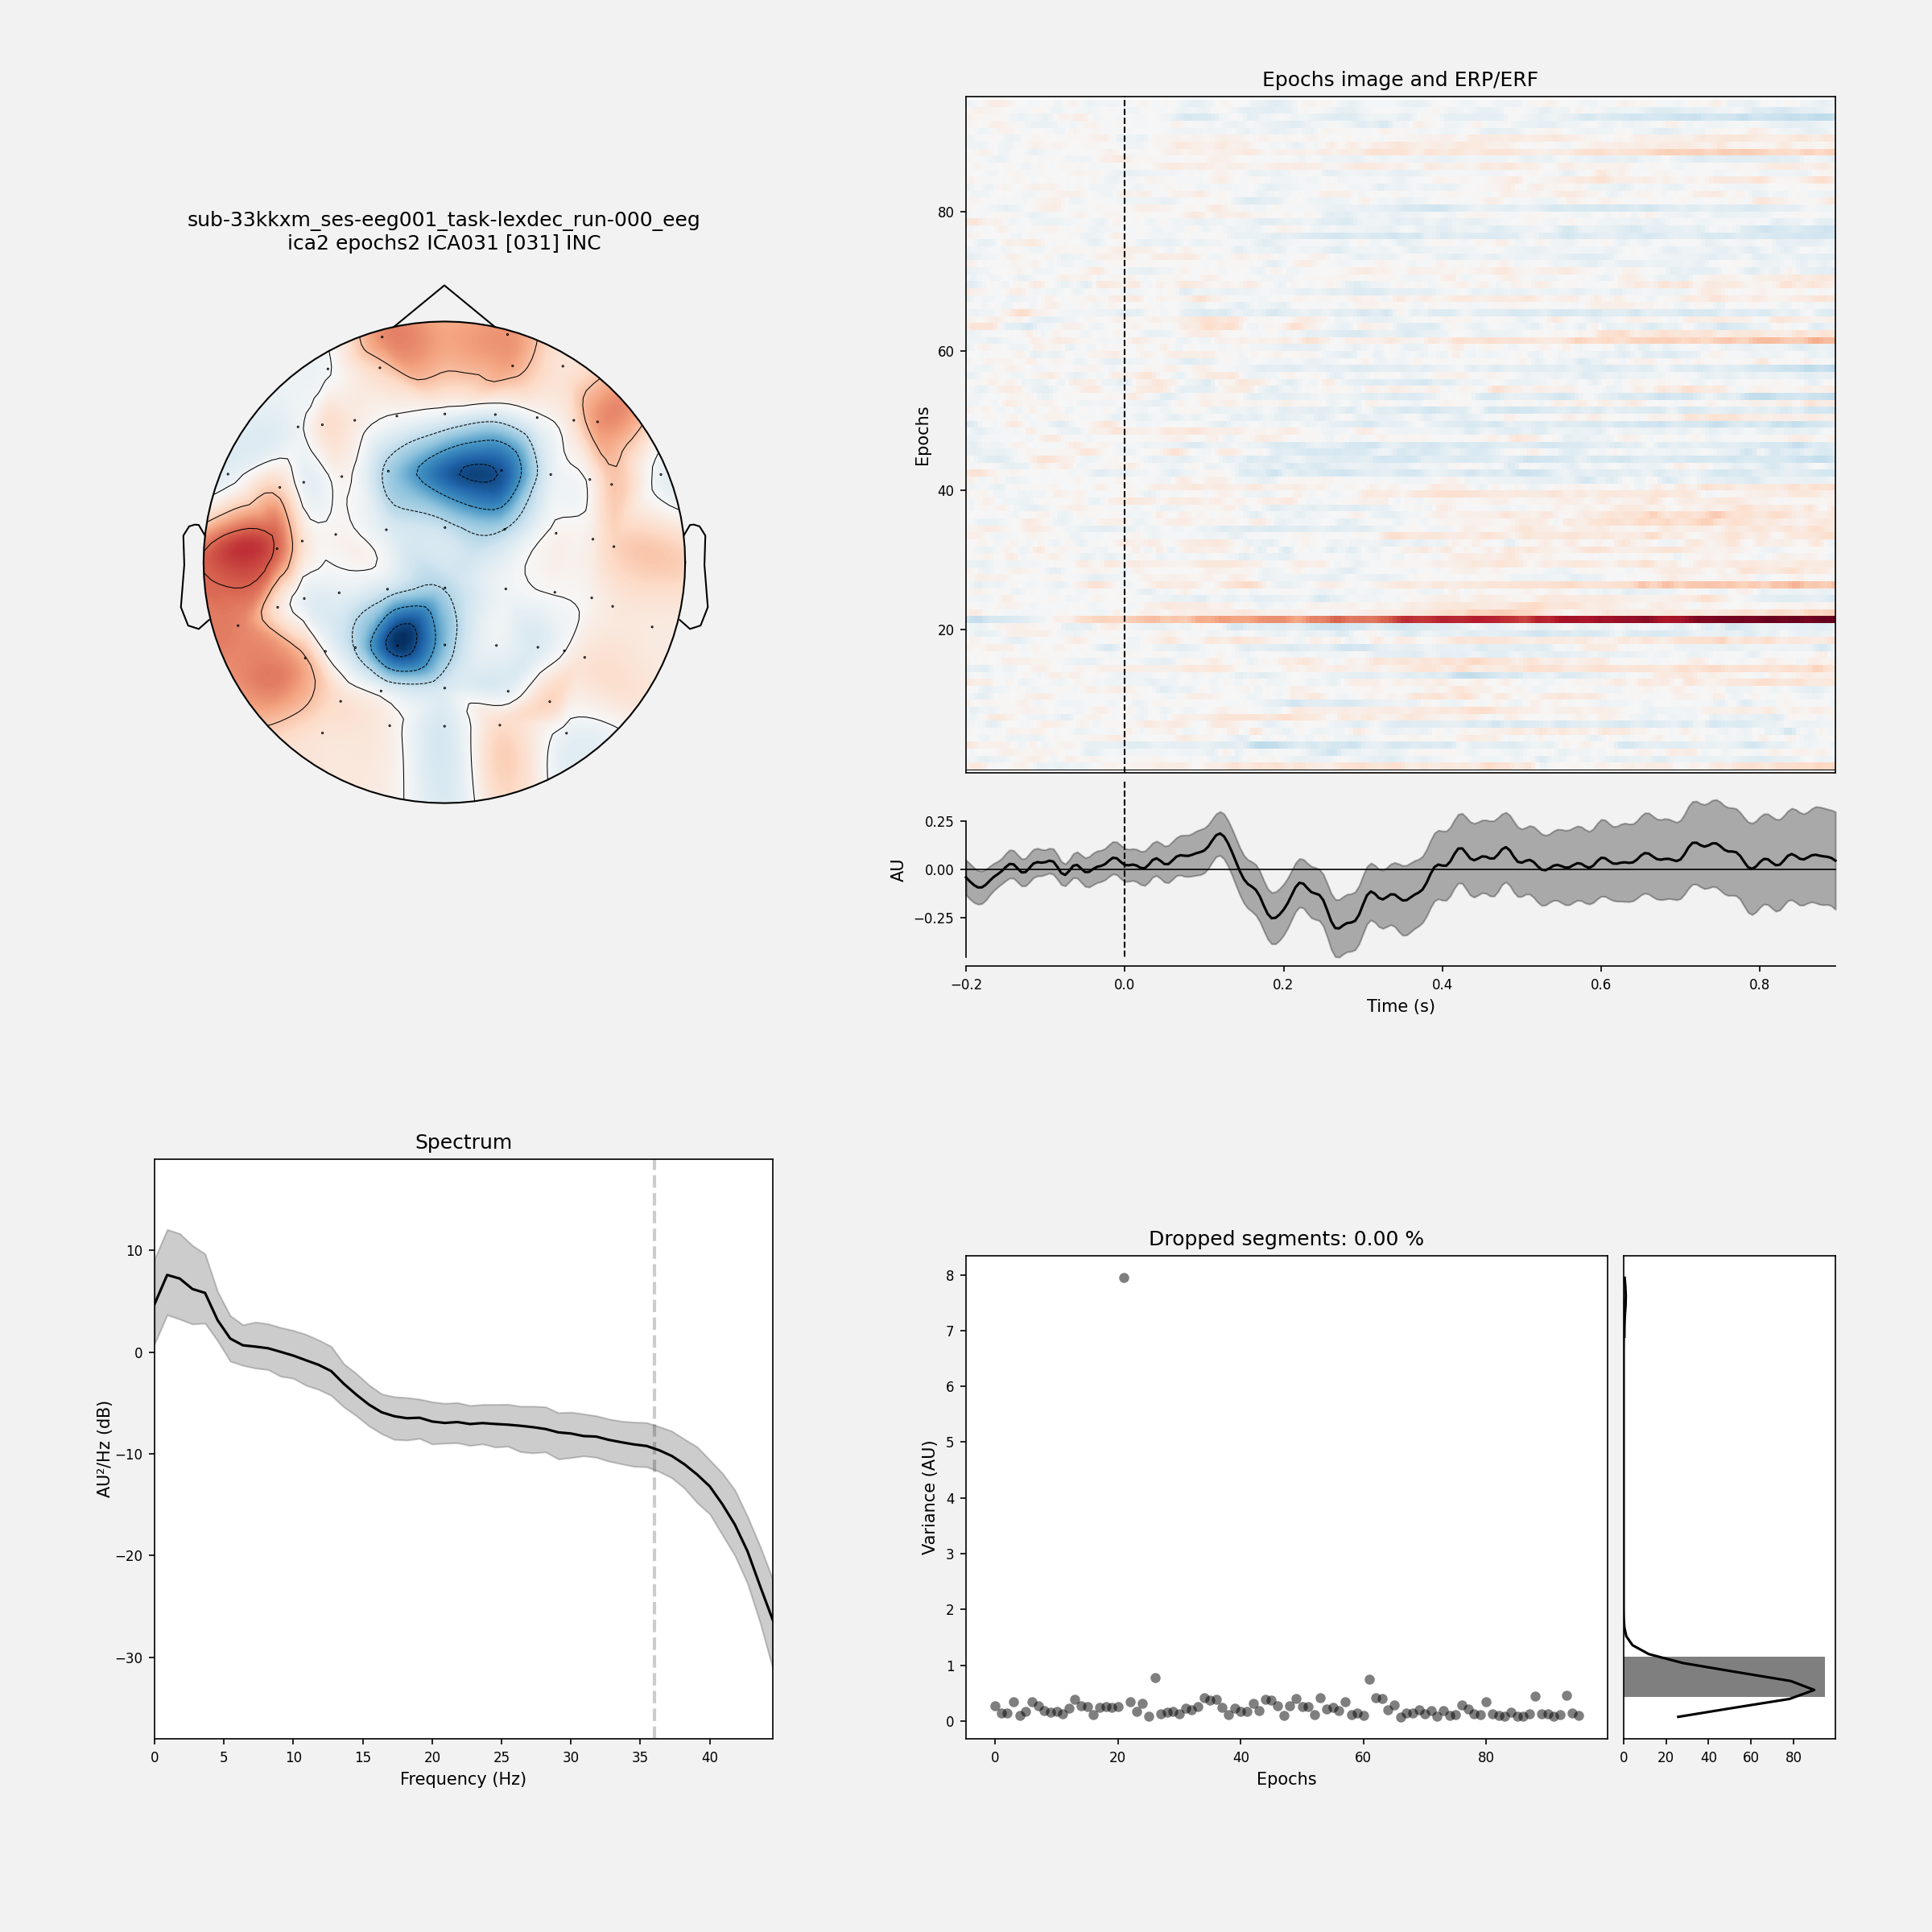 sub-33kkxm_ses-eeg001_task-lexdec_run-000_eeg
ica2 epochs2 ICA031 [031] INC
Epochs image and ERP/ERF
Epochs
80
60
40
20
AU
0.25
0.00
−0.25
−0.2 0.0 0.2 0.4 0.6 0.8
Time (s)
Spectrum
AU²/Hz (dB)
10
0
−10
−20
−30
0 5 10 15 20 25 30 35 40
Frequency (Hz)
Dropped segments: 0.00 %
Variance (AU)
8
7
6
5
4
3
2
1
0
0 20 40 60 80
Epochs
0 20 40 60 80